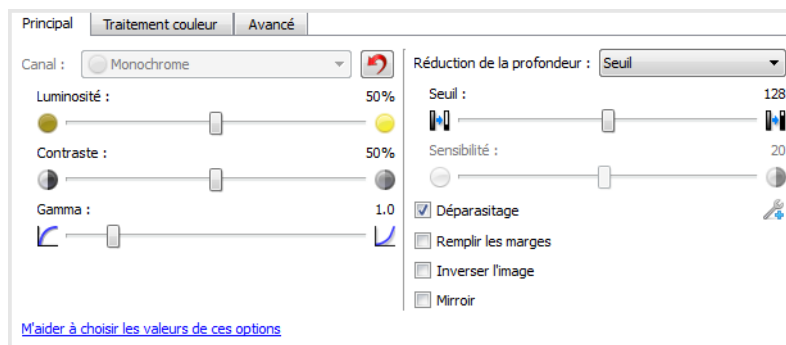 Principal Traitement couleur Avancé
Canal : Monochrome
Luminosité : 50%
Contraste : 50%
Gamma : 1.0
M'aider à choisir les valeurs de ces options
Réduction de la profondeur : Seuil
Seuil : 128
Sensibilité : 20
Déparasitage
Remplir les marges
Inverser l'image
Mirroir